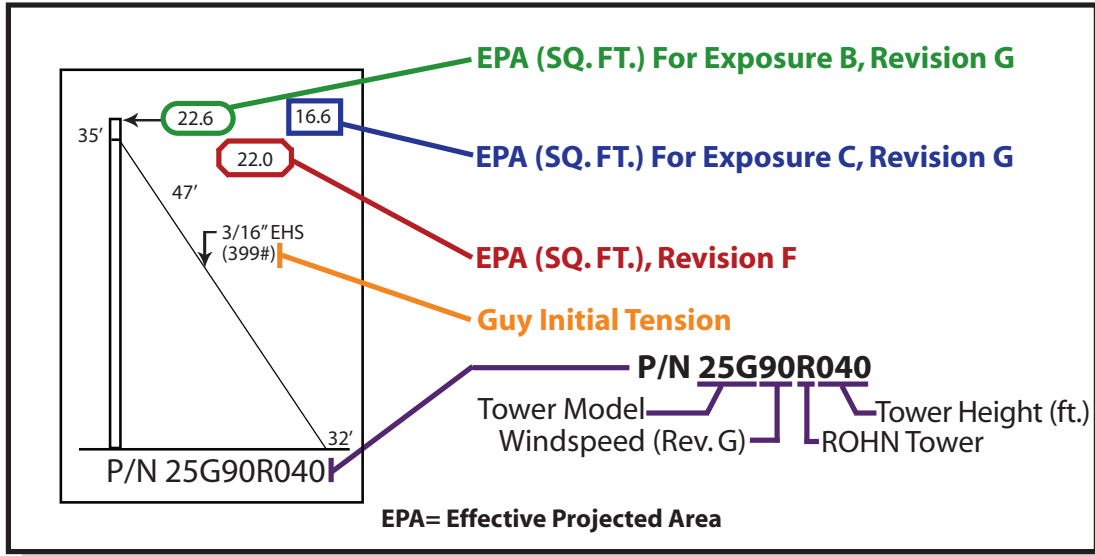 EPA (SQ. FT.) For Exposure B, Revision G
22.6
16.6
35’
EPA (SQ. FT.) For Exposure C, Revision G
22.0
47’
3/16” EHS
(399#)
EPA (SQ. FT.), Revision F
Guy Initial Tension
P/N 25G90R040
Tower Model
Tower Height (ft.)
Windspeed (Rev. G)
ROHN Tower
32’
P/N 25G90R040
EPA= Effective Projected Area